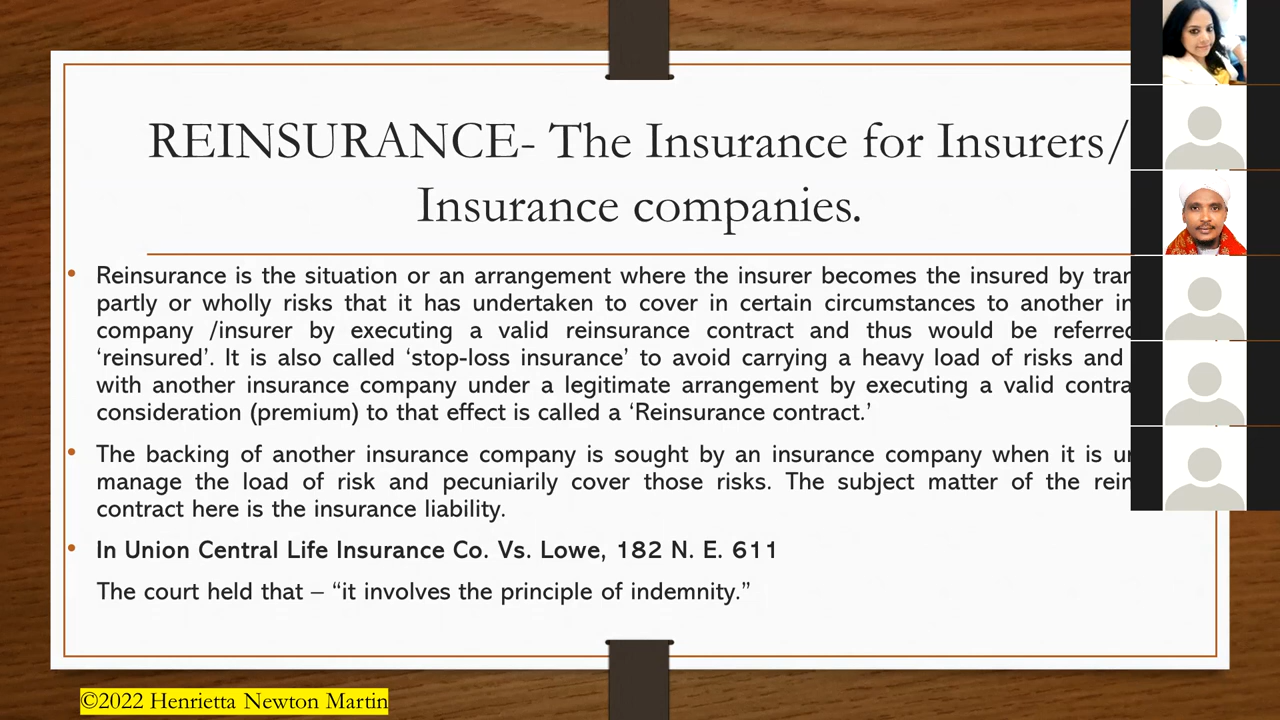 REINSURANCE- The Insurance for Insurers/
Insurance companies.
• Reinsurance is the situation or an arrangement where the insurer becomes the insured by
partly or wholly risks that it has undertaken to cover in certain circumstances to another
company /insurer by executing a valid reinsurance contract and thus would be referred
‘reinsured’. It is also called ‘stop-loss insurance’ to avoid carrying a heavy load of risks and
with another insurance company under a legitimate arrangement by executing a valid
consideration (premium) to that effect is called a ‘Reinsurance contract.’
• The backing of another insurance company is sought by an insurance company when it is
manage the load of risk and pecuniarily cover those risks. The subject matter of the
contract here is the insurance liability.
• In Union Central Life Insurance Co. Vs. Lowe, 182 N. E. 611
The court held that – “it involves the principle of indemnity.”
©2022 Henrietta Newton Martin